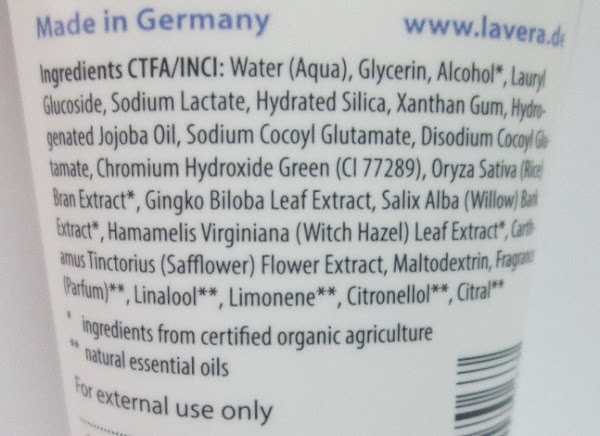 Made in Germany
www.lavera.de
Ingredients CTFA/INCI: Water (Aqua), Glycerin, Alcohol*, Lauryl
Glucoside, Sodium Lactate, Hydrated Silica, Xanthan Gum, Hydro-
genated Jojoba Oil, Sodium Cocoyl Glutamate, Disodium Cocoyl Glu-
tamate, Chromium Hydroxide Green (CI 77289), Oryza Sativa (Rice)
Bran Extract*, Gingko Biloba Leaf Extract, Salix Alba (Willow) Bark
Extract*, Hamamelis Virginiana (Witch Hazel) Leaf Extract*, Carth-
amus Tinctorius (Safflower) Flower Extract, Maltodextrin, Fragrance
(Parfum)**, Linalool**, Limonene**, Citronellol**, Citral**
* ingredients from certified organic agriculture
** natural essential oils
For external use only